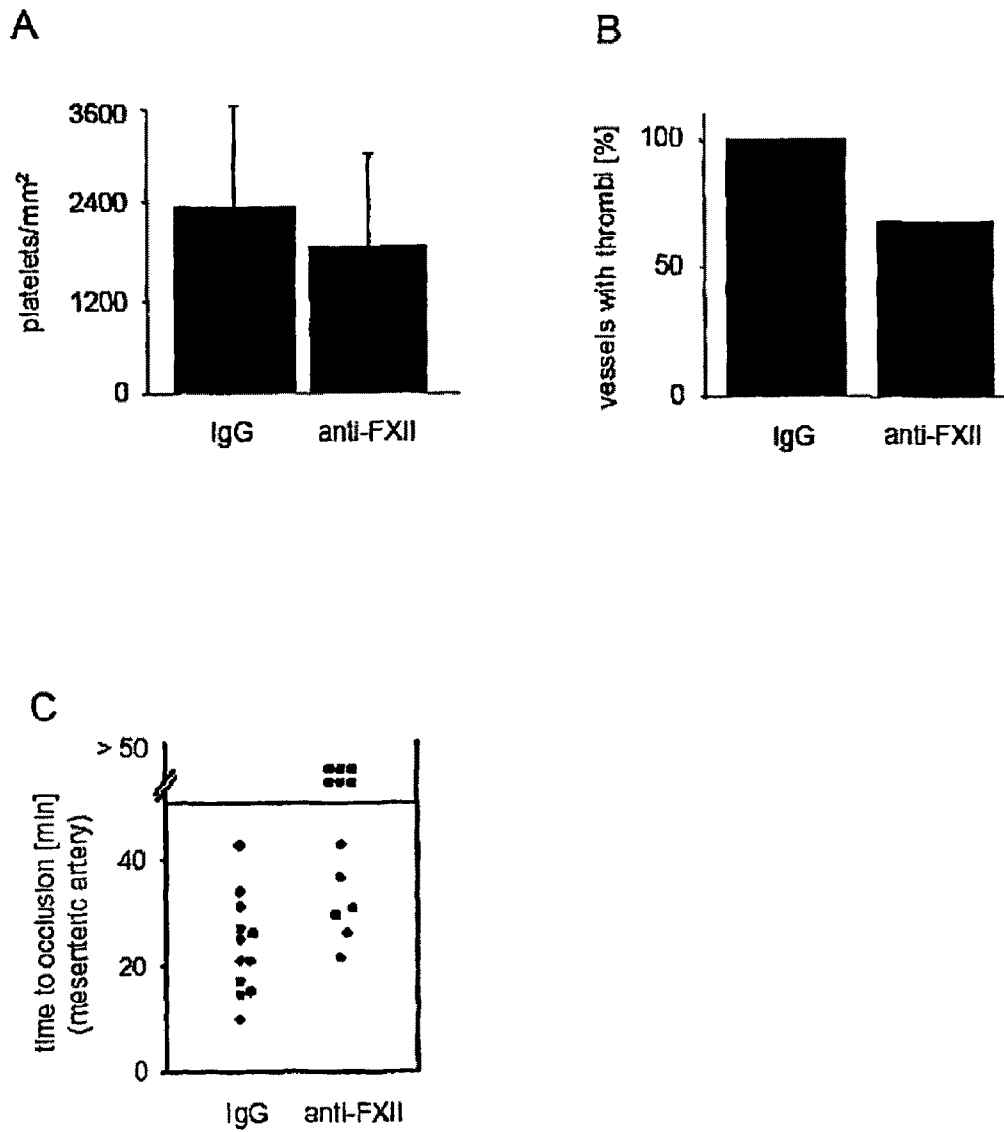 A
3600
2400
1200
0
platelets/mm²
IgG anti-FXII
B
100
50
0
vessels with thrombi [%]
IgG anti-FXII
C
> 50
40
20
0
time to occlusion [min]
(mesenteric artery)
IgG anti-FXII